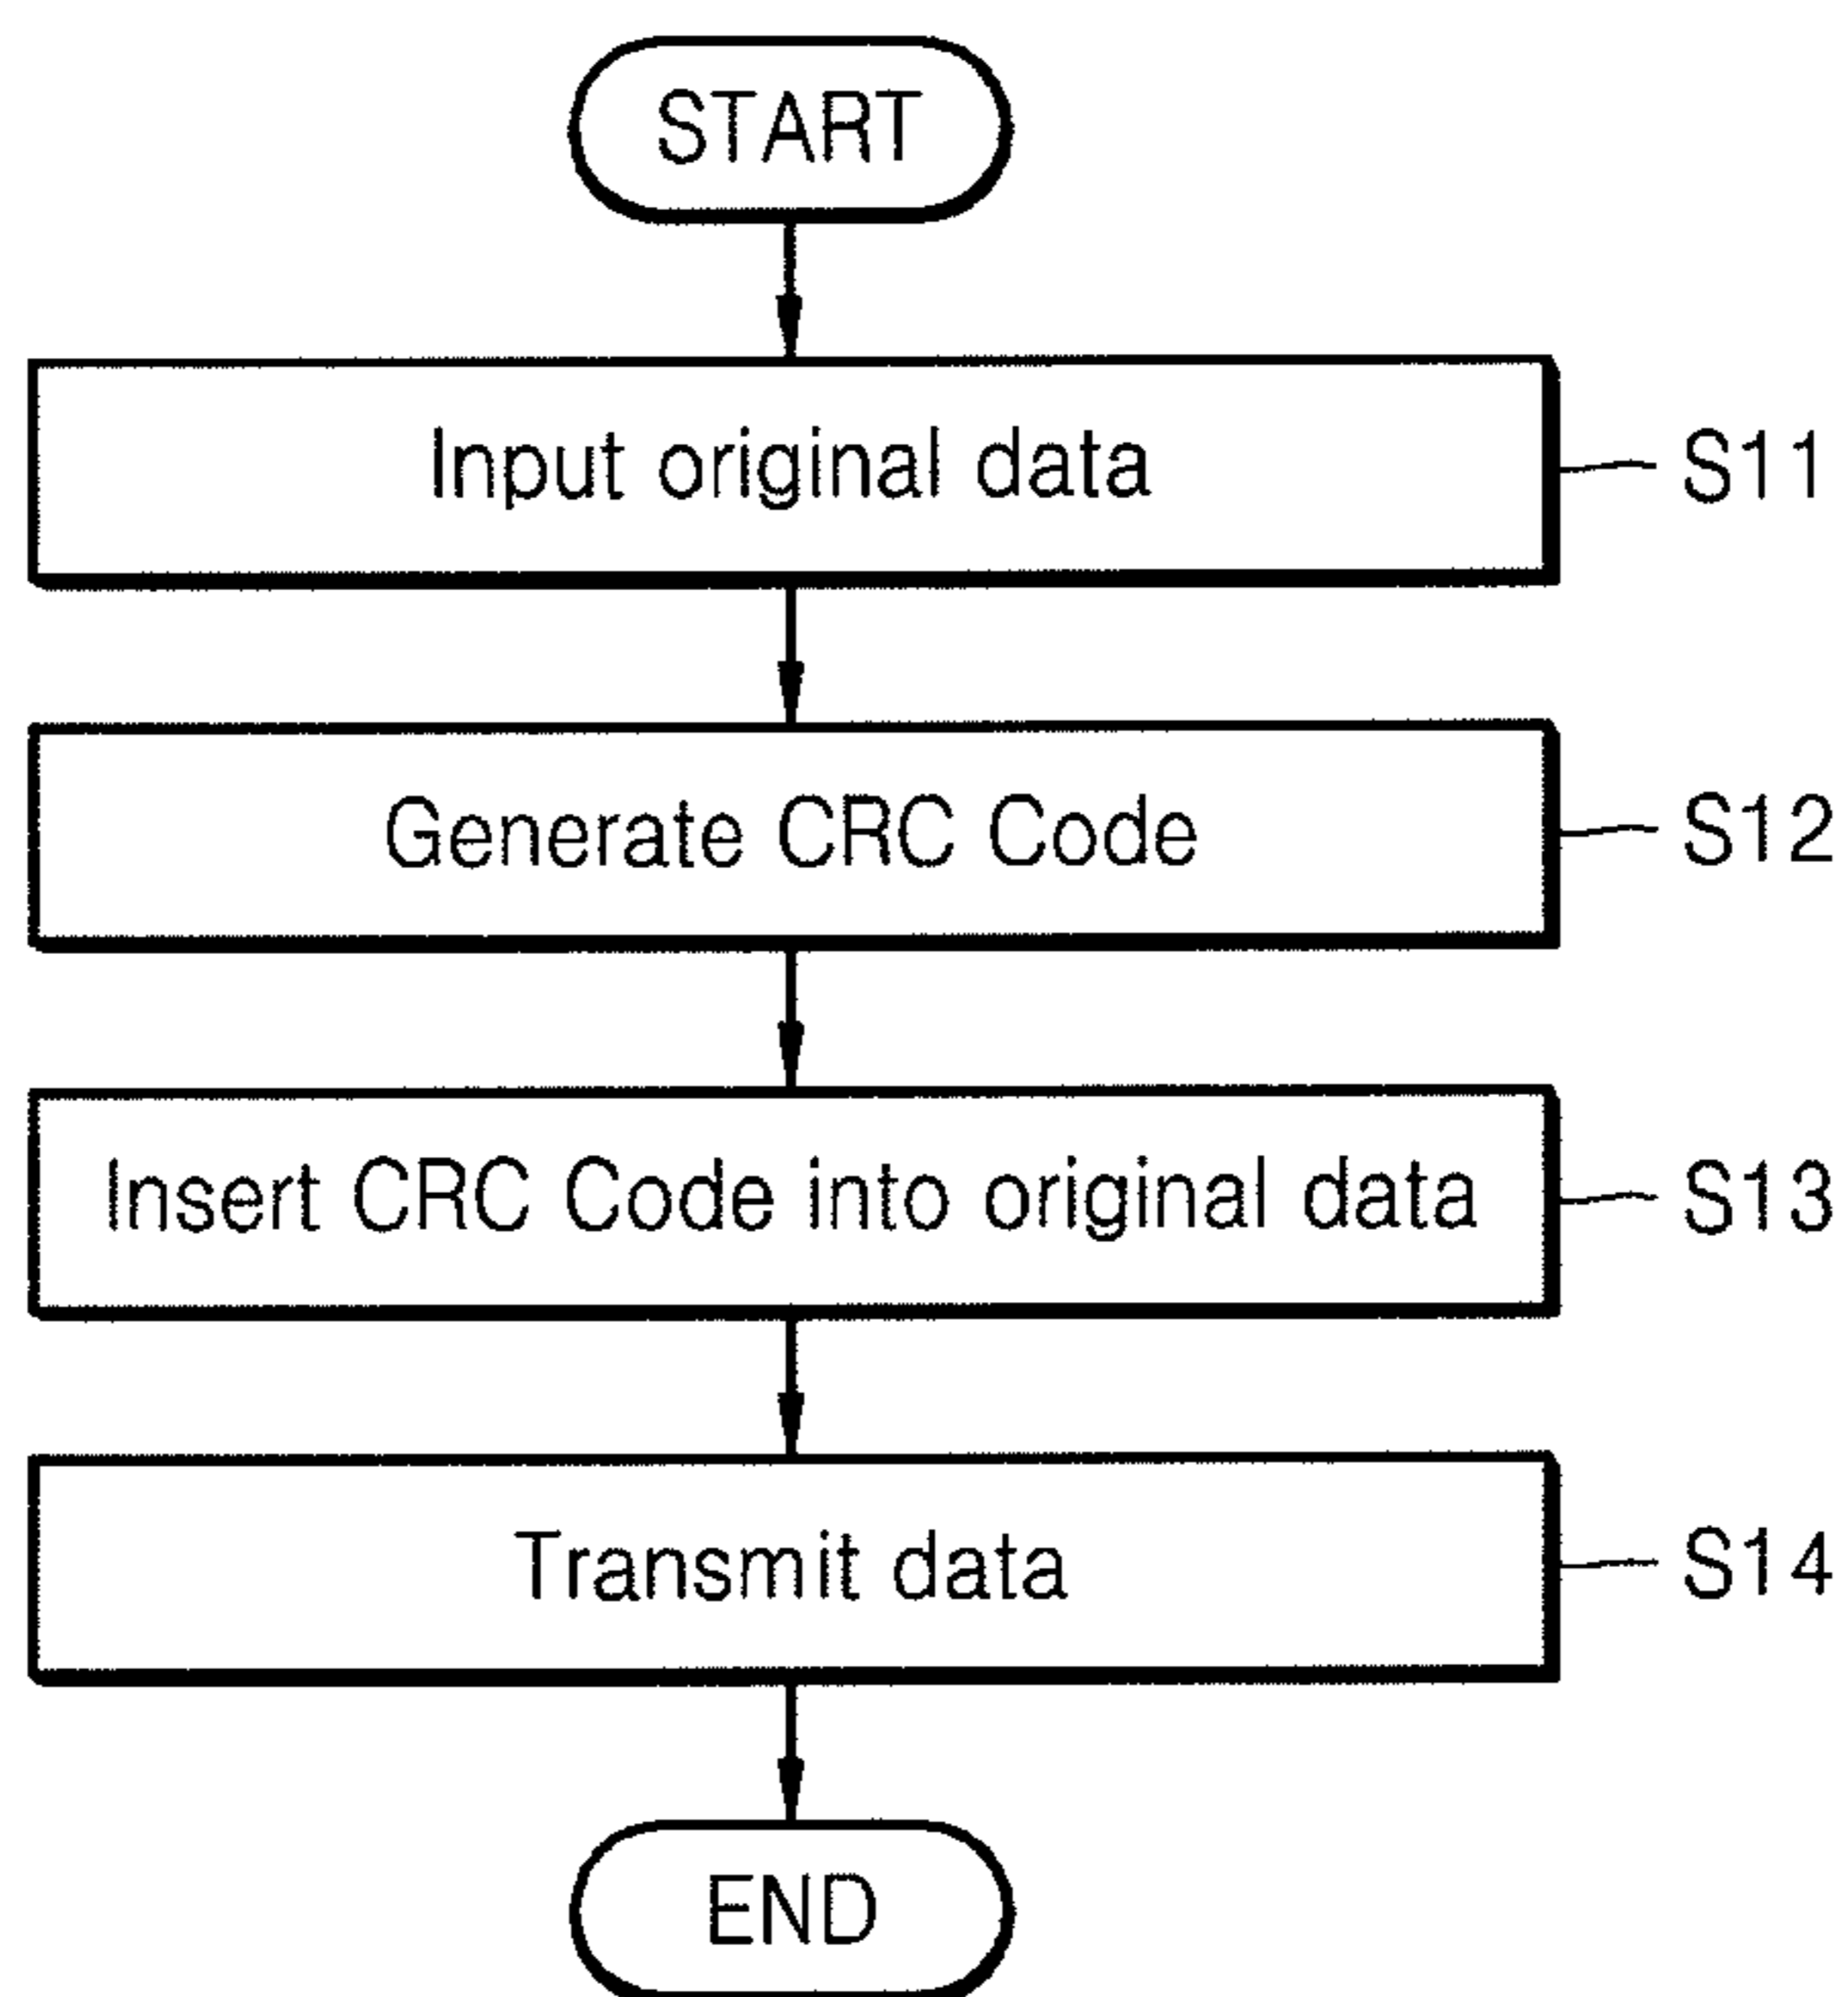 START
Input original data
S11
Generate CRC Code
S12
Insert CRC Code into original data
S13
Transmit data
S14
END